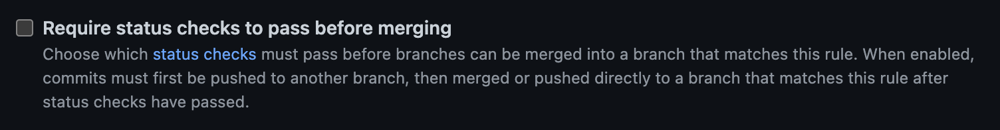 Require status checks to pass before merging
Choose which status checks must pass before branches can be merged into a branch that matches this rule. When enabled,
commits must first be pushed to another branch, then merged or pushed directly to a branch that matches this rule after
status checks have passed.